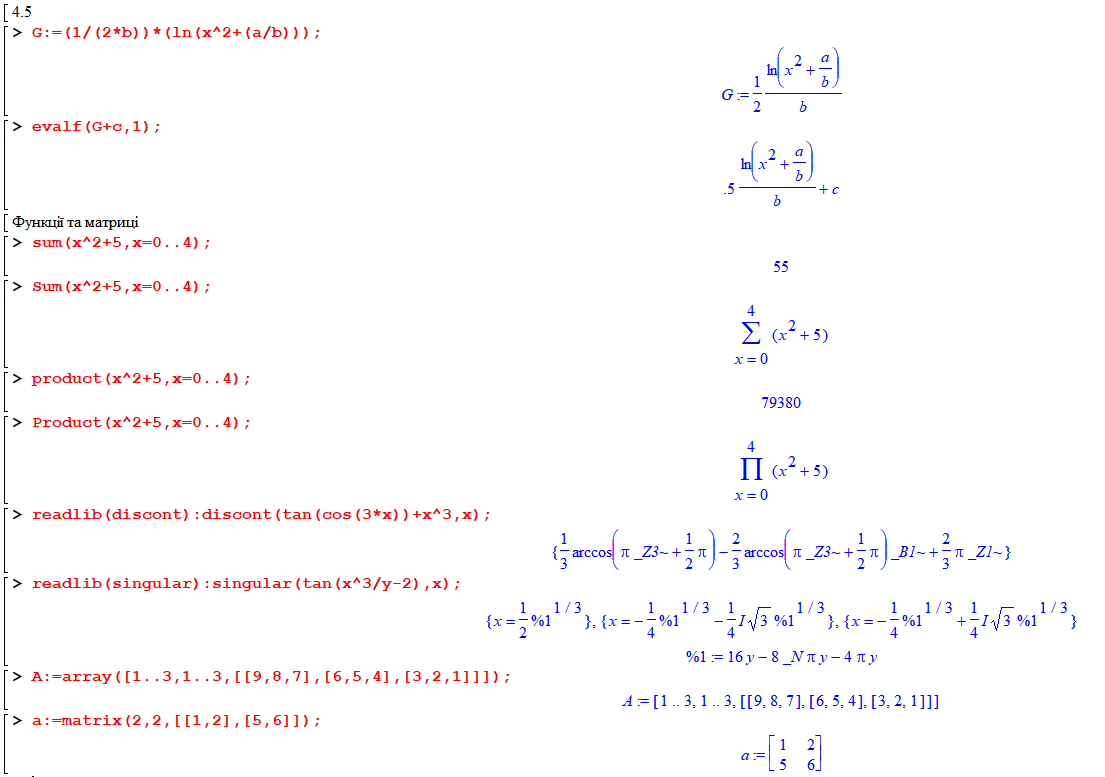 4.5
> G:=(1/(2*b))*(ln(x^2+(a/b)));
G := 1/2 ln(x^2 + a/b)/b
> evalf(G+c,1);
.5 ln(x^2 + a/b)/b + c
Функції та матриці
> sum(x^2+5,x=0..4);
55
> Sum(x^2+5,x=0..4);
4
∑ (x^2 + 5)
x = 0
> product(x^2+5,x=0..4);
79380
> Product(x^2+5,x=0..4);
4
∏ (x^2 + 5)
x = 0
> readlib(discont):discont(tan(cos(3*x))+x^3,x);
{1/3 arccos(π _Z3~ + 1/2 π) − 2/3 arccos(π _Z3~ + 1/2 π) _B1~ + 2/3 π _Z1~}
> readlib(singular):singular(tan(x^3/y-2),x);
{x = 1/2 %1^1/3}, {x = −1/4 %1^1/3 − 1/4 I √3 %1^1/3}, {x = −1/4 %1^1/3 + 1/4 I √3 %1^1/3}
%1 := 16 y − 8 _N π y − 4 π y
> A:=array([1..3,1..3,[[9,8,7],[6,5,4],[3,2,1]]]);
A := [1 .. 3, 1 .. 3, [[9, 8, 7], [6, 5, 4], [3, 2, 1]]]
> a:=matrix(2,2,[[1,2],[5,6]]);
a := [1 2
5 6]